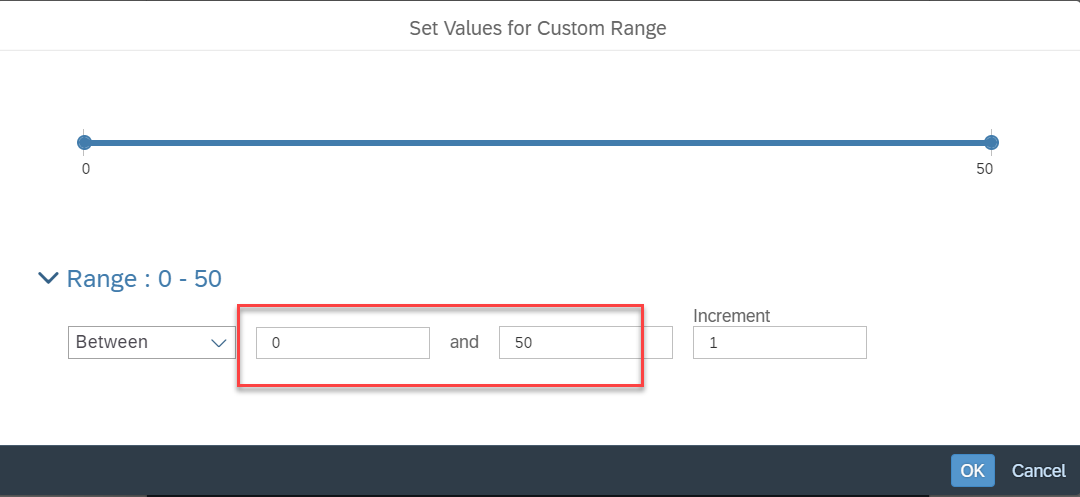 Set Values for Custom Range
0 50
Range : 0 - 50
Increment
Between 0 and 50 1
OK Cancel